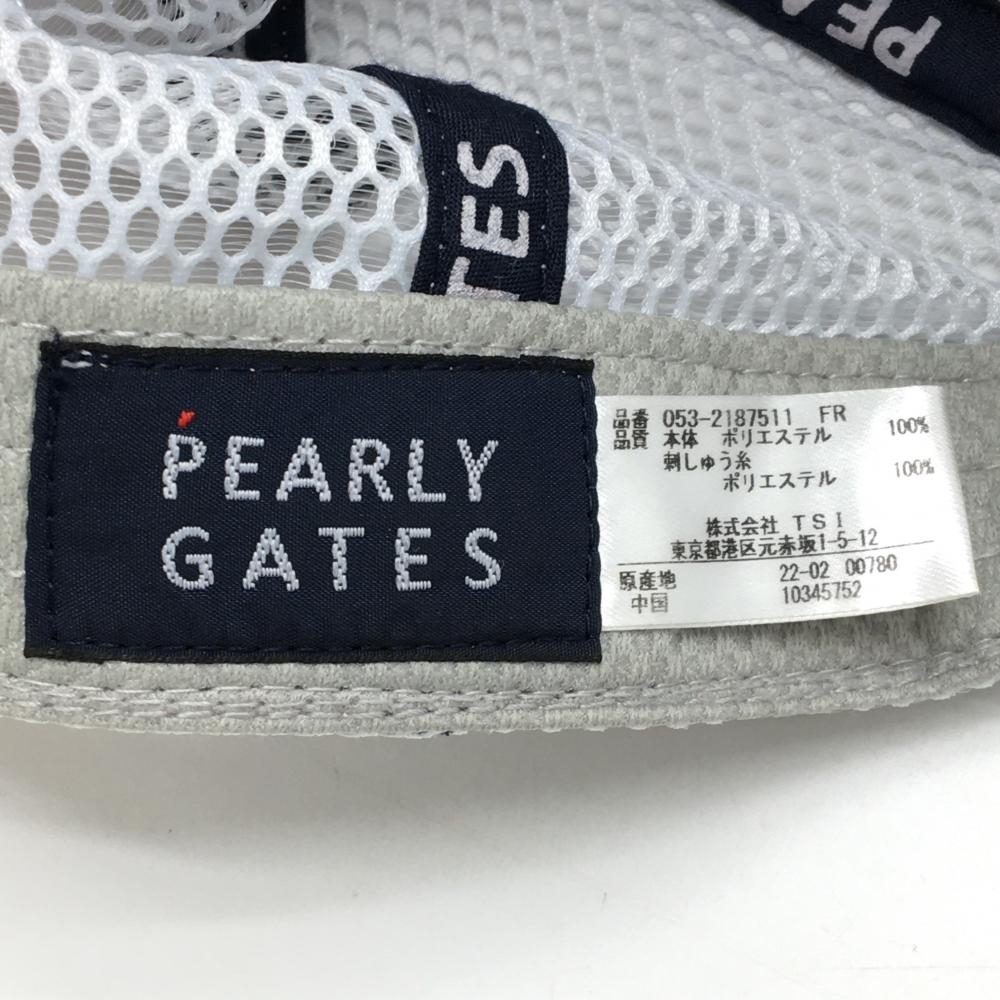 PEA
TES
PEARLY
GATES
品番 053-2187511 FR
品質 本体 ポリエステル 100%
刺しゅう糸
ポリエステル 100%
株式会社 TSI
東京都港区元赤坂1-5-12
原産地 22-02 00780
中国 10345752